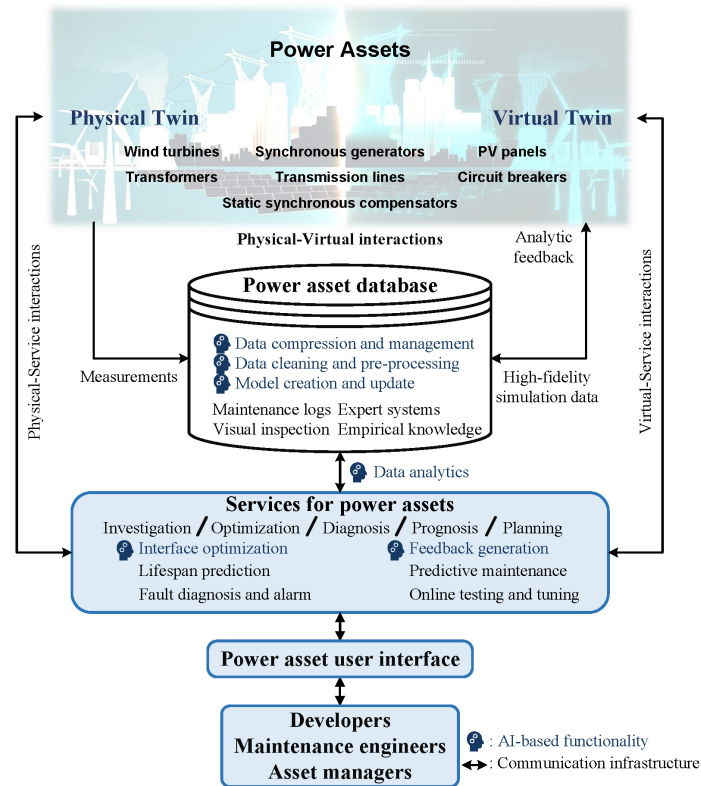 Power Assets
Physical Twin
Virtual Twin
Wind turbines
Synchronous generators
PV panels
Transformers
Transmission lines
Circuit breakers
Static synchronous compensators
Physical-Virtual interactions
Analytic
feedback
Physical-Service interactions
Virtual-Service interactions
Power asset database
Data compression and management
Data cleaning and pre-processing
Model creation and update
Maintenance logs Expert systems
Visual inspection Empirical knowledge
Measurements
High-fidelity
simulation data
Data analytics
Services for power assets
Investigation / Optimization / Diagnosis / Prognosis / Planning
Interface optimization
Feedback generation
Lifespan prediction
Predictive maintenance
Fault diagnosis and alarm
Online testing and tuning
Power asset user interface
Developers
Maintenance engineers
Asset managers
: AI-based functionality
: Communication infrastructure